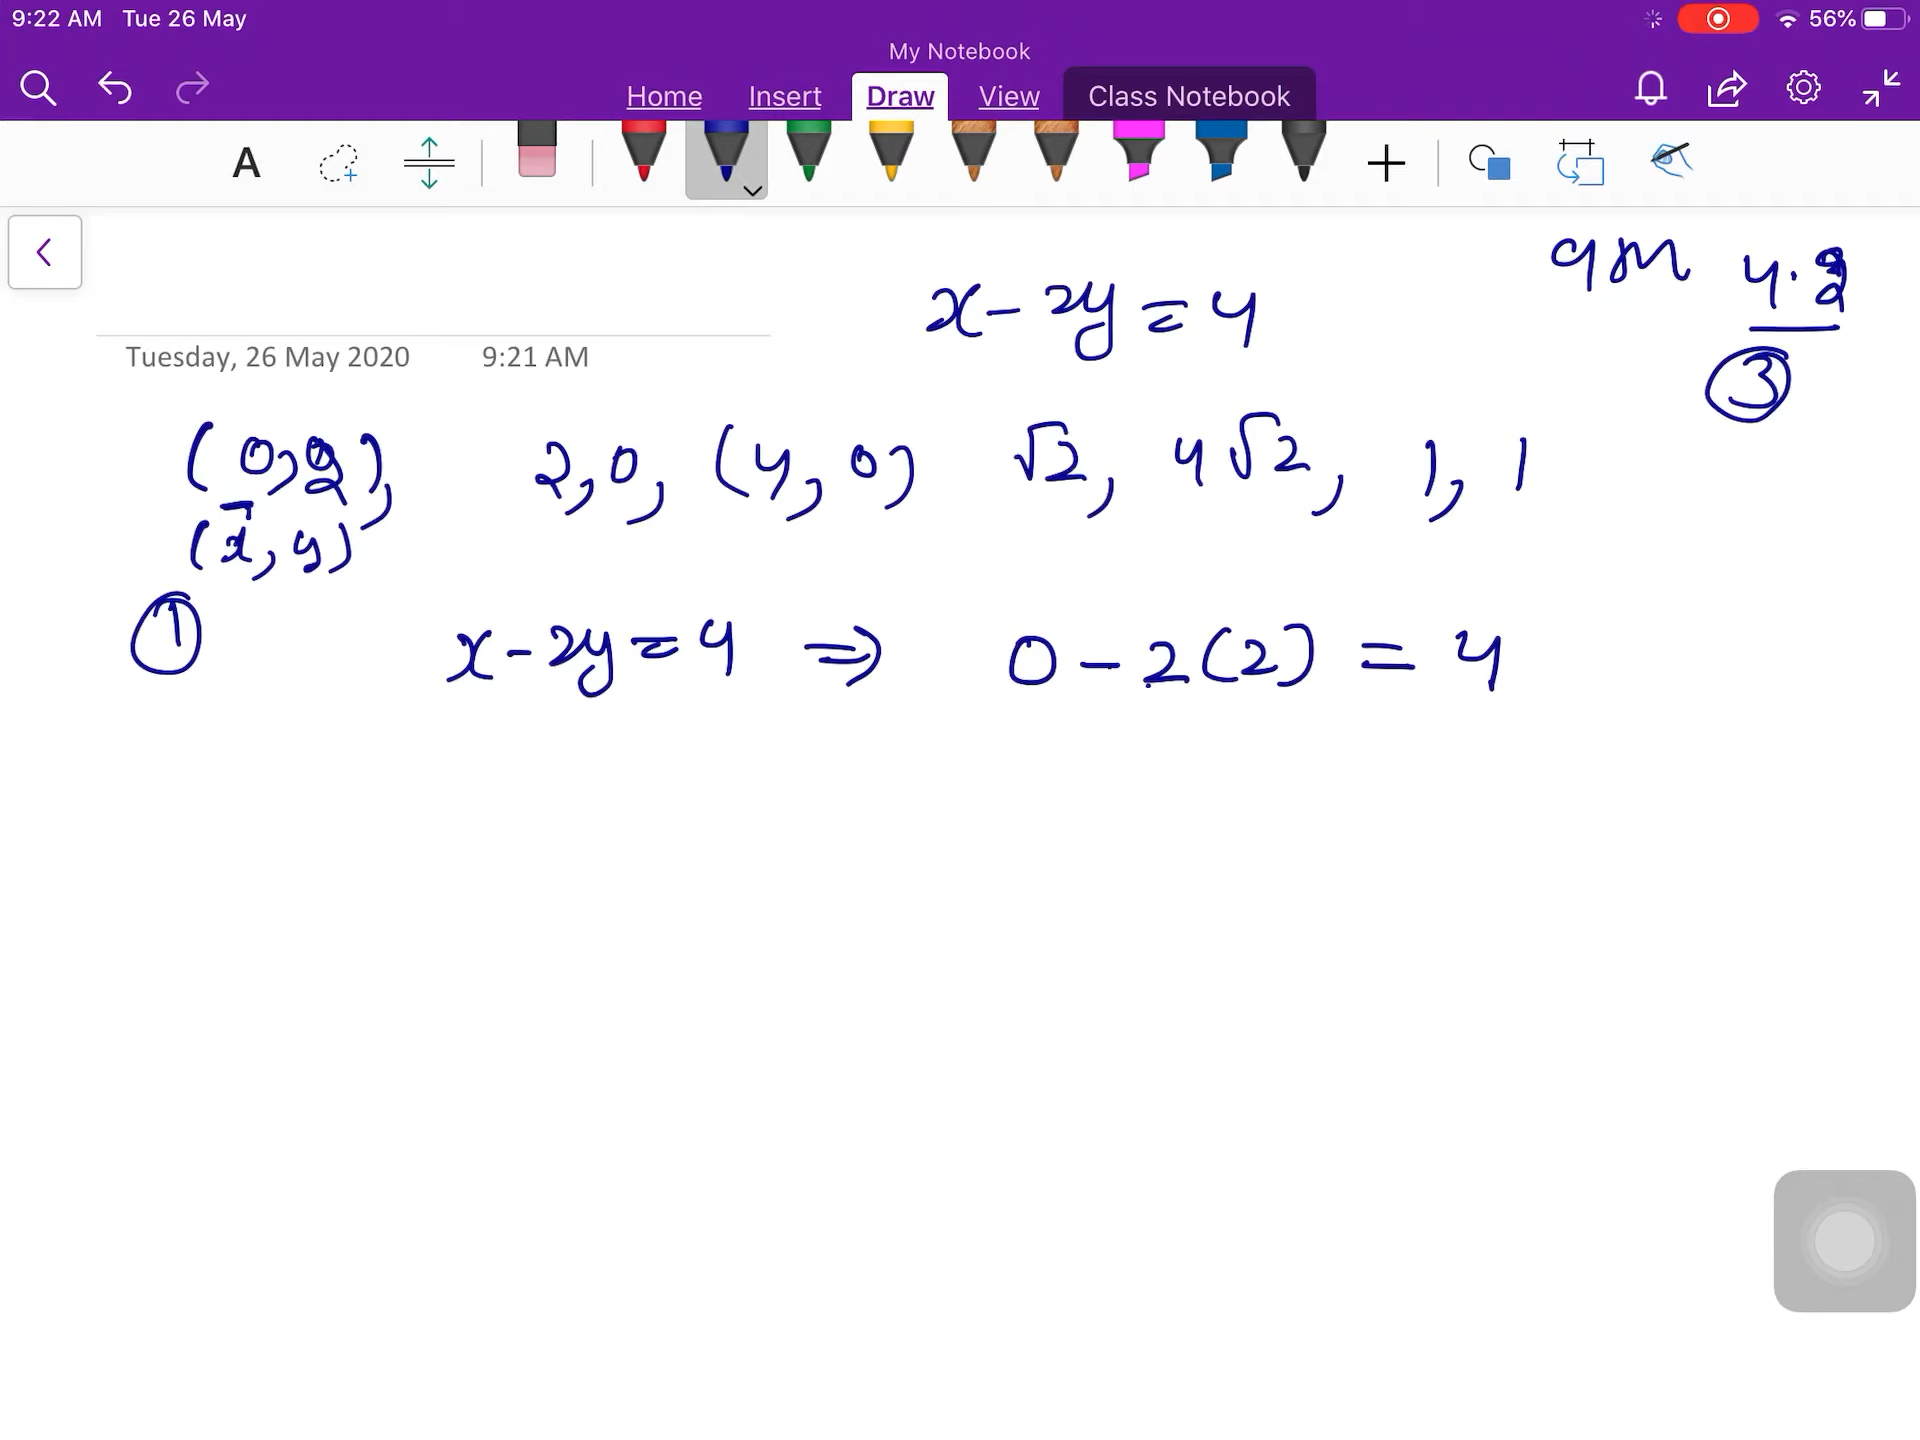 9:22 AM Tue 26 May 56%
My Notebook
Home Insert Draw View Class Notebook
A
9M 4.2
x - 2y = 4
③
Tuesday, 26 May 2020 9:21 AM
(0,2), 2,0, (4,0) √2, 4√2, 1, 1
(x, y)
① x - 2y = 4 ⇒ 0 - 2(2) = 4